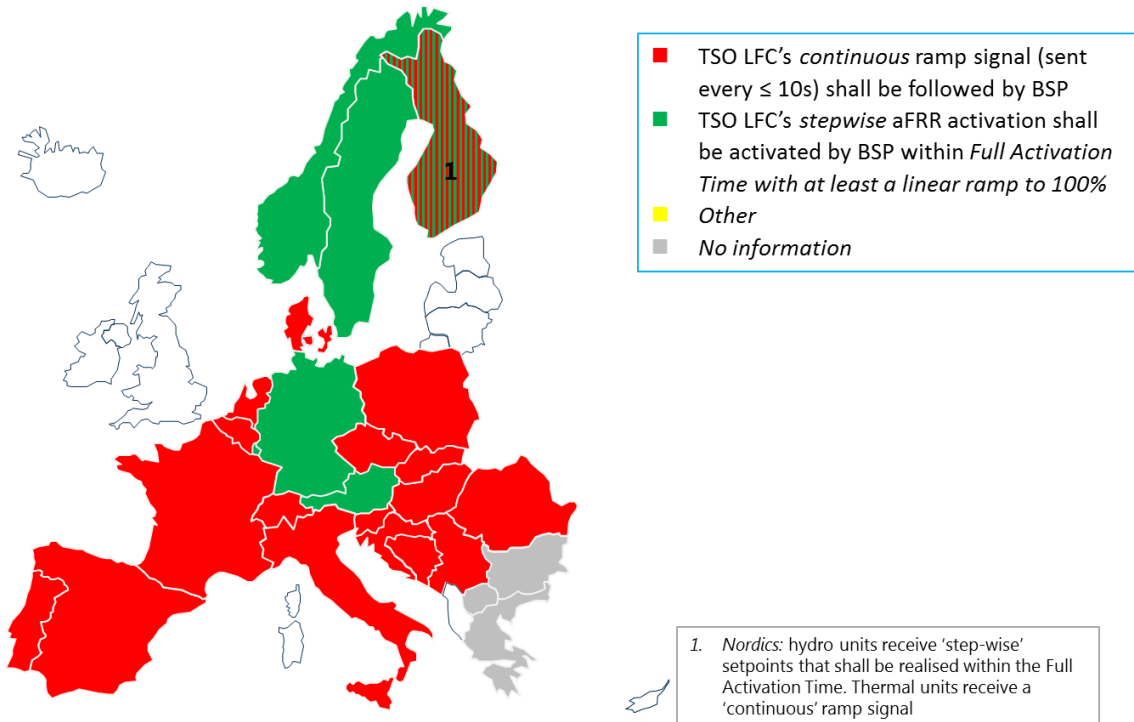 TSO LFC's continuous ramp signal (sent
every ≤ 10s) shall be followed by BSP
TSO LFC's stepwise aFRR activation shall
be activated by BSP within Full Activation
Time with at least a linear ramp to 100%
Other
No information
1
1. Nordics: hydro units receive ‘step-wise’
setpoints that shall be realised within the Full
Activation Time. Thermal units receive a
‘continuous’ ramp signal